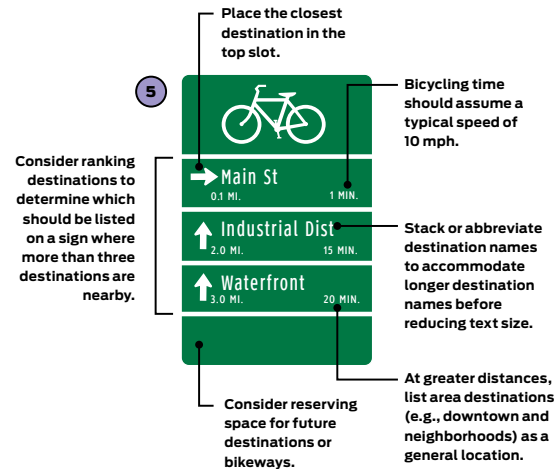 Place the closest
destination in the
top slot.
5
Bicycling time
should assume a
typical speed of
10 mph.
Consider ranking
destinations to
determine which
should be listed
on a sign where
more than three
destinations are
nearby.
Main St
0.1 MI. 1 MIN.
Industrial Dist
2.0 MI. 15 MIN.
Waterfront
3.0 MI. 20 MIN.
Stack or abbreviate
destination names
to accommodate
longer destination
names before
reducing text size.
Consider reserving
space for future
destinations or
bikeways.
At greater distances,
list area destinations
(e.g., downtown and
neighborhoods) as a
general location.